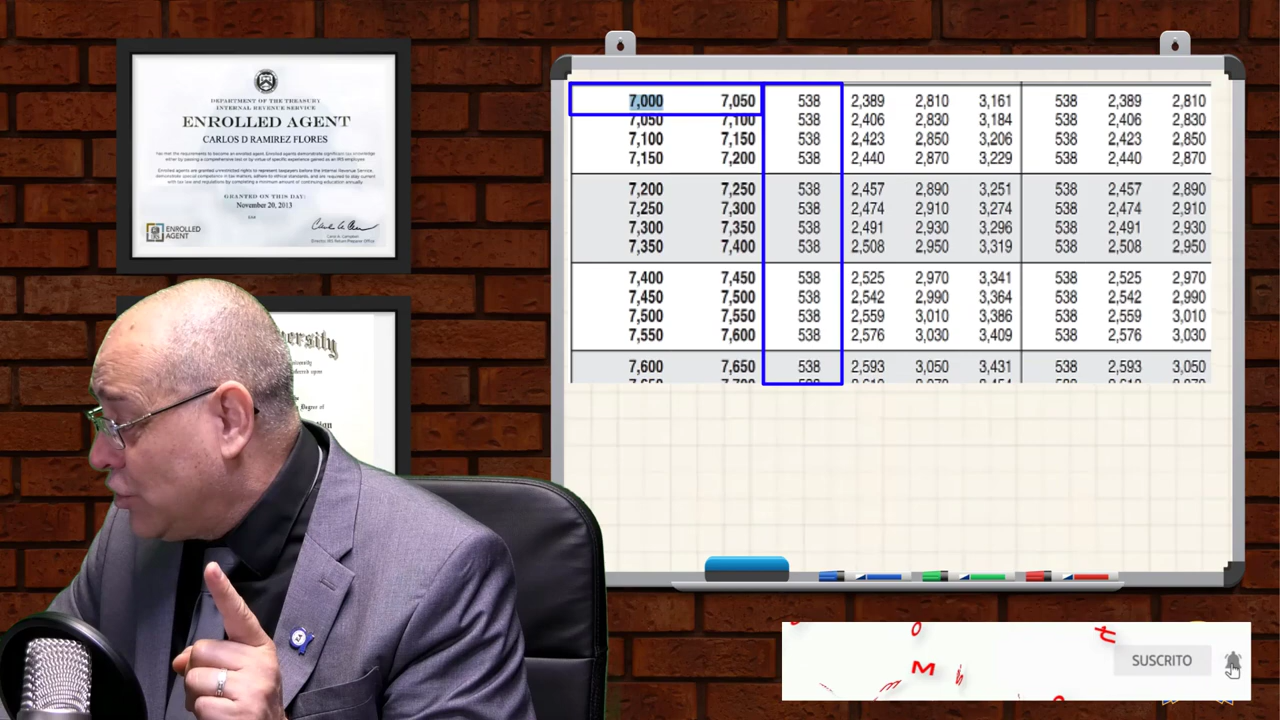 DEPARTMENT OF THE TREASURY
INTERNAL REVENUE SERVICE
ENROLLED AGENT
CARLOS D RAMIREZ FLORES
GRANTED ON THIS DAY:
November 20, 2013
ENROLLED
AGENT
ersity
7,000 7,050 538 2,389 2,810 3,161 538 2,389 2,810
7,050 7,100 538 2,406 2,830 3,184 538 2,406 2,830
7,100 7,150 538 2,423 2,850 3,206 538 2,423 2,850
7,150 7,200 538 2,440 2,870 3,229 538 2,440 2,870
7,200 7,250 538 2,457 2,890 3,251 538 2,457 2,890
7,250 7,300 538 2,474 2,910 3,274 538 2,474 2,910
7,300 7,350 538 2,491 2,930 3,296 538 2,491 2,930
7,350 7,400 538 2,508 2,950 3,319 538 2,508 2,950
7,400 7,450 538 2,525 2,970 3,341 538 2,525 2,970
7,450 7,500 538 2,542 2,990 3,364 538 2,542 2,990
7,500 7,550 538 2,559 3,010 3,386 538 2,559 3,010
7,550 7,600 538 2,576 3,030 3,409 538 2,576 3,030
7,600 7,650 538 2,593 3,050 3,431 538 2,593 3,050
SUSCRITO